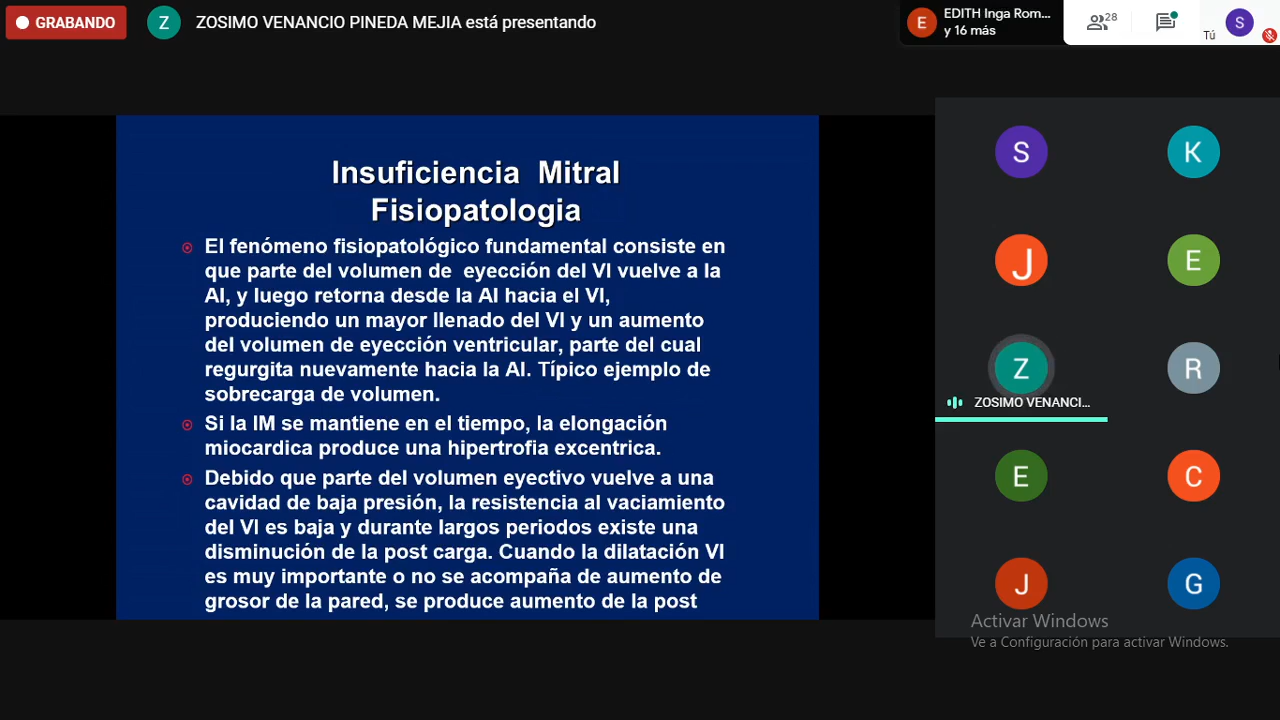 GRABANDO
Z
ZOSIMO VENANCIO PINEDA MEJIA está presentando
E
EDITH Inga Rom...
y 16 más
28
Tú
S
Insuficiencia Mitral
Fisiopatologia
El fenómeno fisiopatológico fundamental consiste en
que parte del volumen de eyección del VI vuelve a la
AI, y luego retorna desde la AI hacia el VI,
produciendo un mayor llenado del VI y un aumento
del volumen de eyección ventricular, parte del cual
regurgita nuevamente hacia la AI. Típico ejemplo de
sobrecarga de volumen.
Si la IM se mantiene en el tiempo, la elongación
miocardica produce una hipertrofia excentrica.
Debido que parte del volumen eyectivo vuelve a una
cavidad de baja presión, la resistencia al vaciamiento
del VI es baja y durante largos periodos existe una
disminución de la post carga. Cuando la dilatación VI
es muy importante o no se acompaña de aumento de
grosor de la pared, se produce aumento de la post
S
K
J
E
Z
R
ZOSIMO VENANCI...
E
C
J
G
Activar Windows
Ve a Configuración para activar Windows.